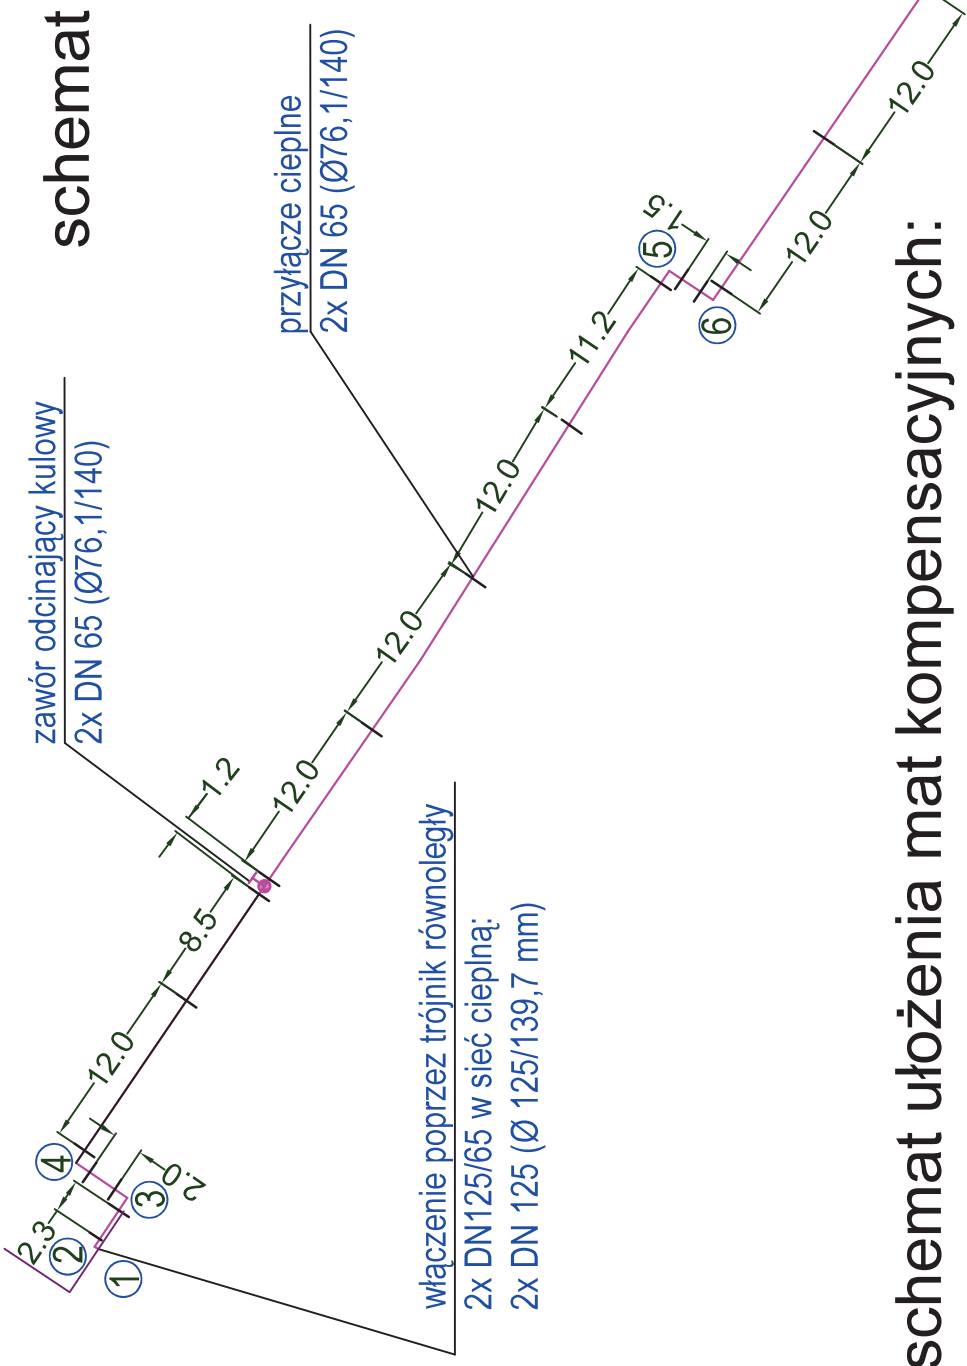 schemat
przyłącze cieplne
2x DN 65 (Ø76,1/140)
zawór odcinający kulowy
2x DN 65 (Ø76,1/140)
włączenie poprzez trójnik równoległy
2x DN125/65 w sieć cieplną:
2x DN 125 (Ø 125/139,7 mm)
2.3
2
1
3
2.0
4
12.0
8.5
1.2
12.0
12.0
12.0
11.2
5
1.5
6
12.0
12.0
schemat ułożenia mat kompensacyjnych: